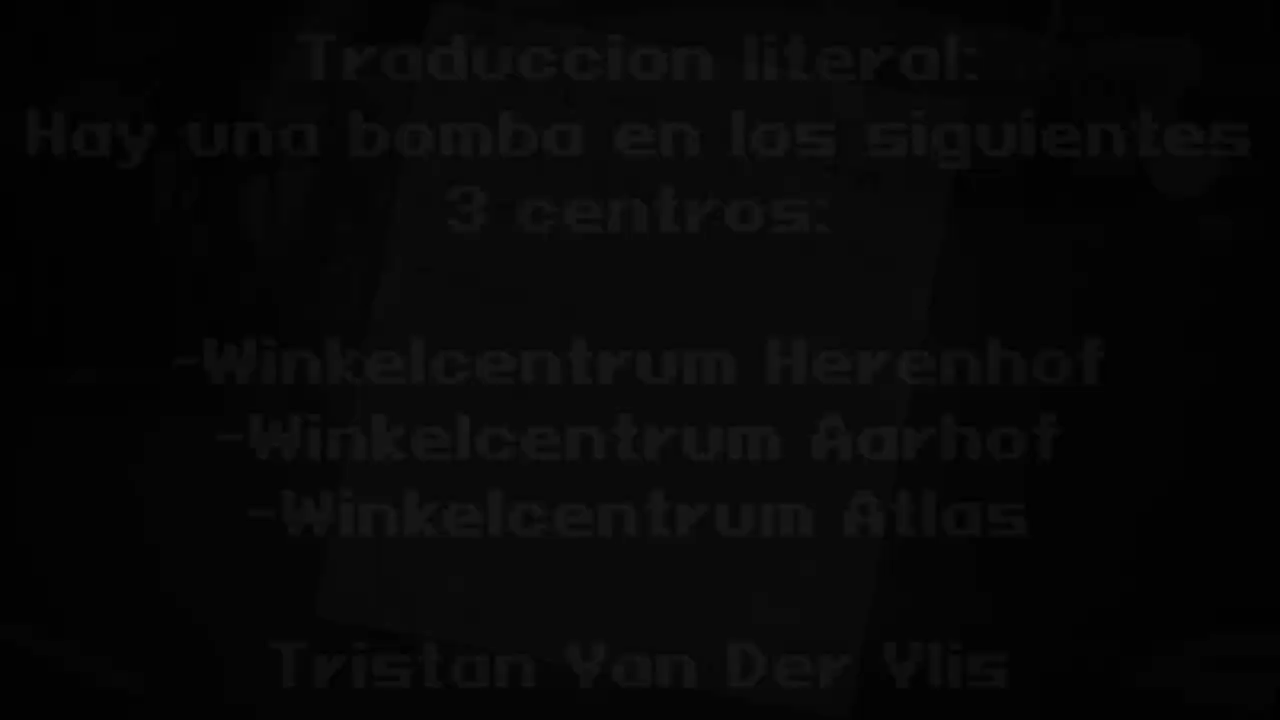 Traduccion literal:
Hay una bomba en los siguientes
3 centros:
-Winkelcentrum Herenhof
-Winkelcentrum Aarhof
-Winkelcentrum Atlas
Tristan Van Der Vlis